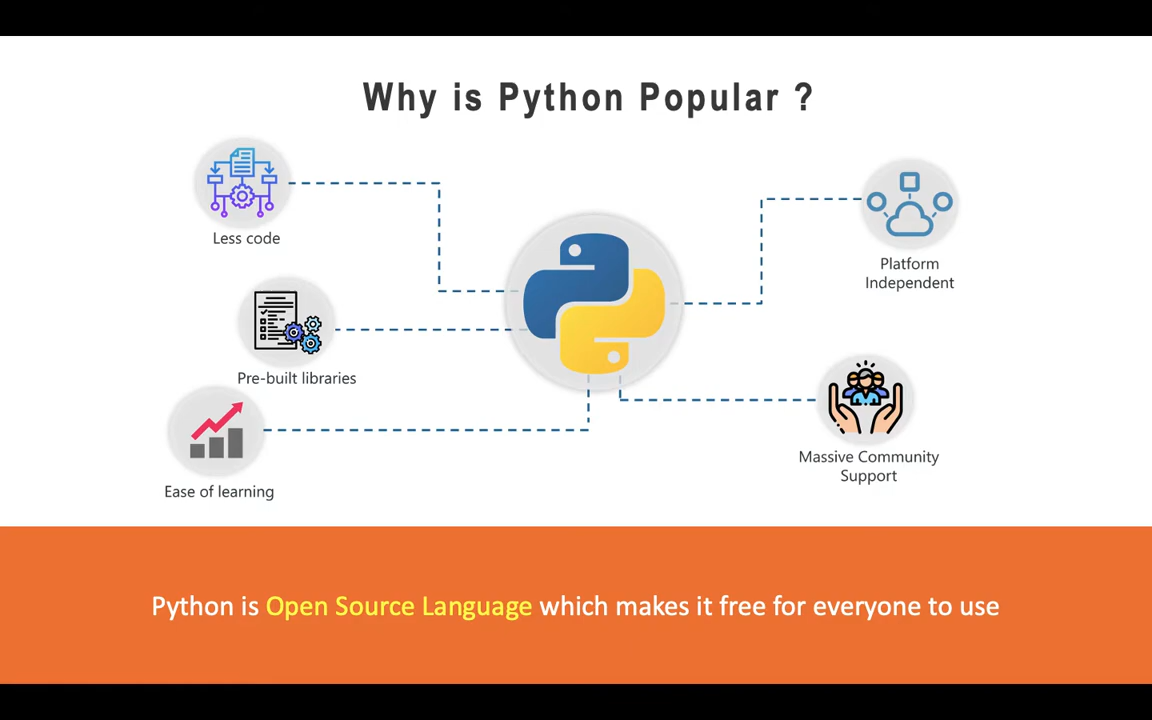 Why is Python Popular ?
Less code
Pre-built libraries
Ease of learning
Platform
Independent
Massive Community
Support
Python is Open Source Language which makes it free for everyone to use